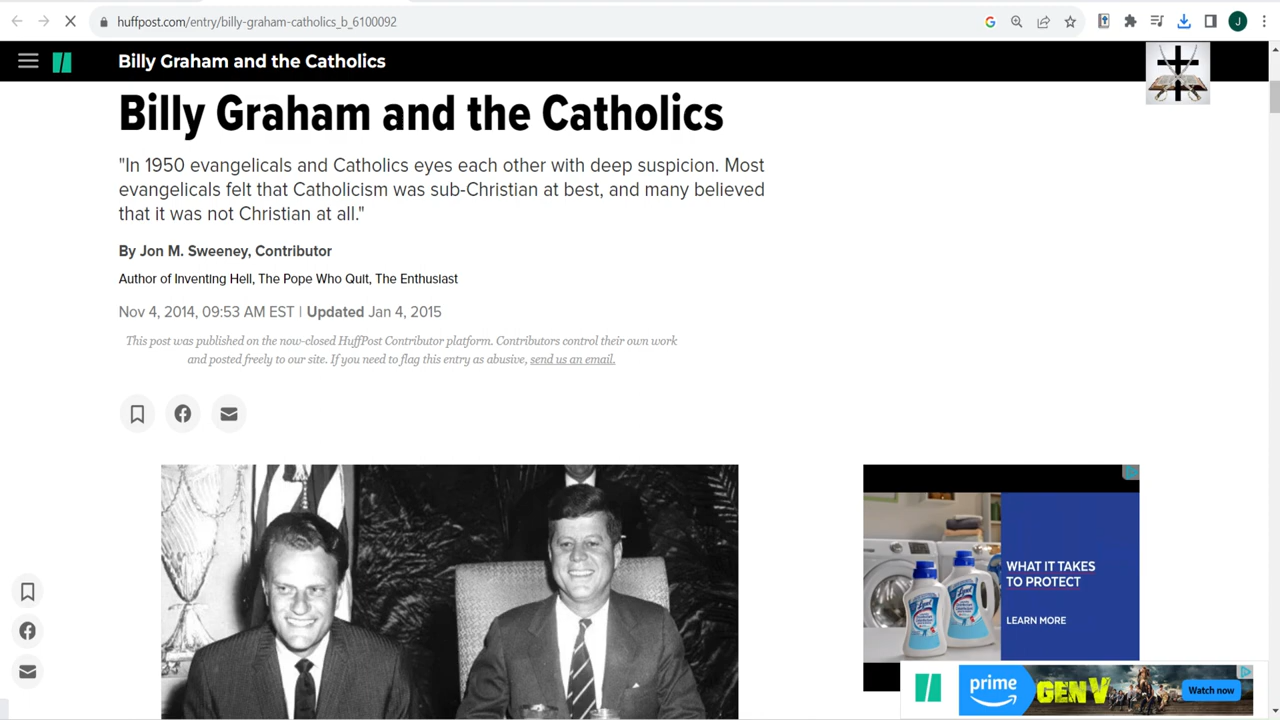 huffpost.com/entry/billy-graham-catholics_b_6100092
J
Billy Graham and the Catholics
Billy Graham and the Catholics
"In 1950 evangelicals and Catholics eyes each other with deep suspicion. Most
evangelicals felt that Catholicism was sub-Christian at best, and many believed
that it was not Christian at all."
By Jon M. Sweeney, Contributor
Author of Inventing Hell, The Pope Who Quit, The Enthusiast
Nov 4, 2014, 09:53 AM EST | Updated Jan 4, 2015
This post was published on the now-closed HuffPost Contributor platform. Contributors control their own work
and posted freely to our site. If you need to flag this entry as abusive, send us an email.
WHAT IT TAKES
TO PROTECT
LEARN MORE
Lysol
Lysol
prime
GEN V
Watch now